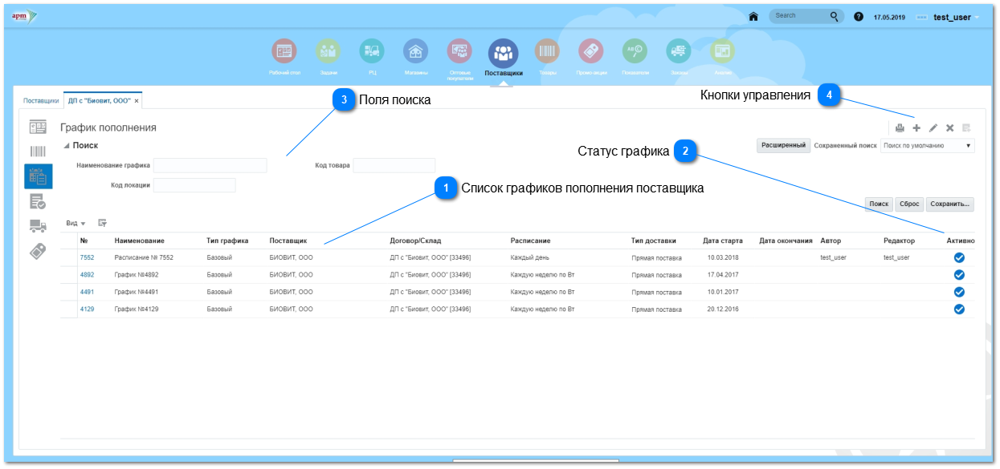 apm
Search
17.05.2019
test_user
Рабочий стол
Задачи
РЦ
Магазины
Оптовые
покупатели
Поставщики
Товары
Промо-акции
Показатели
Заказы
Анализ
Поставщики
ДП с "Биовит, ООО" ×
3 Поля поиска
Кнопки управления 4
График пополнения
Поиск
Расширенный Сохраненный поиск Поиск по умолчанию
Статус графика 2
Наименование графика
Код товара
Код локации
1 Список графиков пополнения поставщика
Поиск Сброс Сохранить...
Вид
№ Наименование Тип графика Поставщик Договор/Склад Расписание Тип доставки Дата старта Дата окончания Автор Редактор Активно
7552 Расписание № 7552 Базовый БИОВИТ, ООО ДП с "Биовит, ООО" [33496] Каждый день Прямая поставка 10.03.2018 test_user test_user
4892 График №4892 Базовый БИОВИТ, ООО ДП с "Биовит, ООО" [33496] Каждую неделю по Вт Прямая поставка 17.04.2017
4491 График №4491 Базовый БИОВИТ, ООО ДП с "Биовит, ООО" [33496] Каждую неделю по Вт Прямая поставка 10.01.2017
4129 График №4129 Базовый БИОВИТ, ООО ДП с "Биовит, ООО" [33496] Каждую неделю по Вт Прямая поставка 20.12.2016